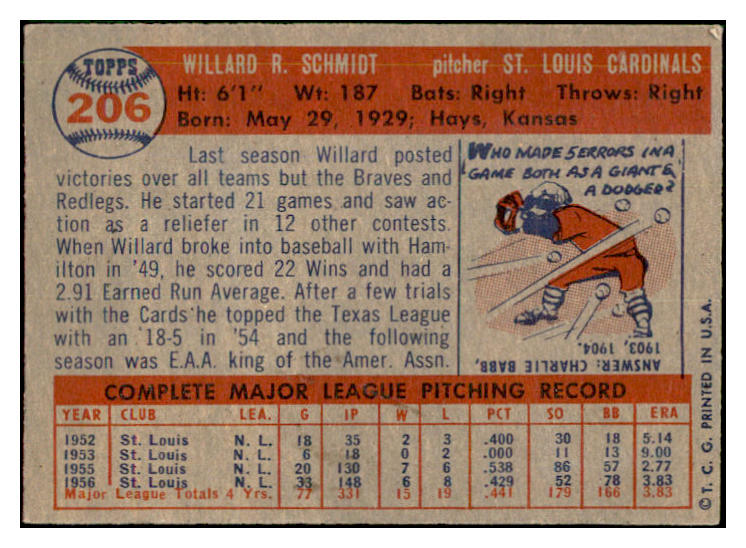 TOPPS
206
WILLARD R. SCHMIDT pitcher ST. LOUIS CARDINALS
Ht: 6'1" Wt: 187 Bats: Right Throws: Right
Born: May 29, 1929; Hays, Kansas
Last season Willard posted
victories over all teams but the Braves and
Redlegs. He started 21 games and saw ac-
tion as a reliefer in 12 other contests.
When Willard broke into baseball with Ham-
ilton in '49, he scored 22 Wins and had a
2.91 Earned Run Average. After a few trials
with the Cards he topped the Texas League
with an 18-5 in '54 and the following
season was E.A.A. king of the Amer. Assn.
WHO MADE 5 ERRORS IN A
GAME BOTH AS A GIANT &
A DODGER?
ANSWER: CHARLIE BABB,
1903, 1904.
COMPLETE MAJOR LEAGUE PITCHING RECORD
YEAR CLUB LEA. G IP W L PCT SO BB ERA
1952 St. Louis N. L. 18 35 2 3 .400 30 18 5.14
1953 St. Louis N. L. 6 18 0 2 .000 11 13 9.00
1955 St. Louis N. L. 20 130 7 6 .538 86 57 2.77
1956 St. Louis N. L. 33 148 6 8 .429 52 78 3.83
Major League Totals 4 Yrs. 77 331 15 19 .441 179 166 3.83
© T. C. G. PRINTED IN U.S.A.